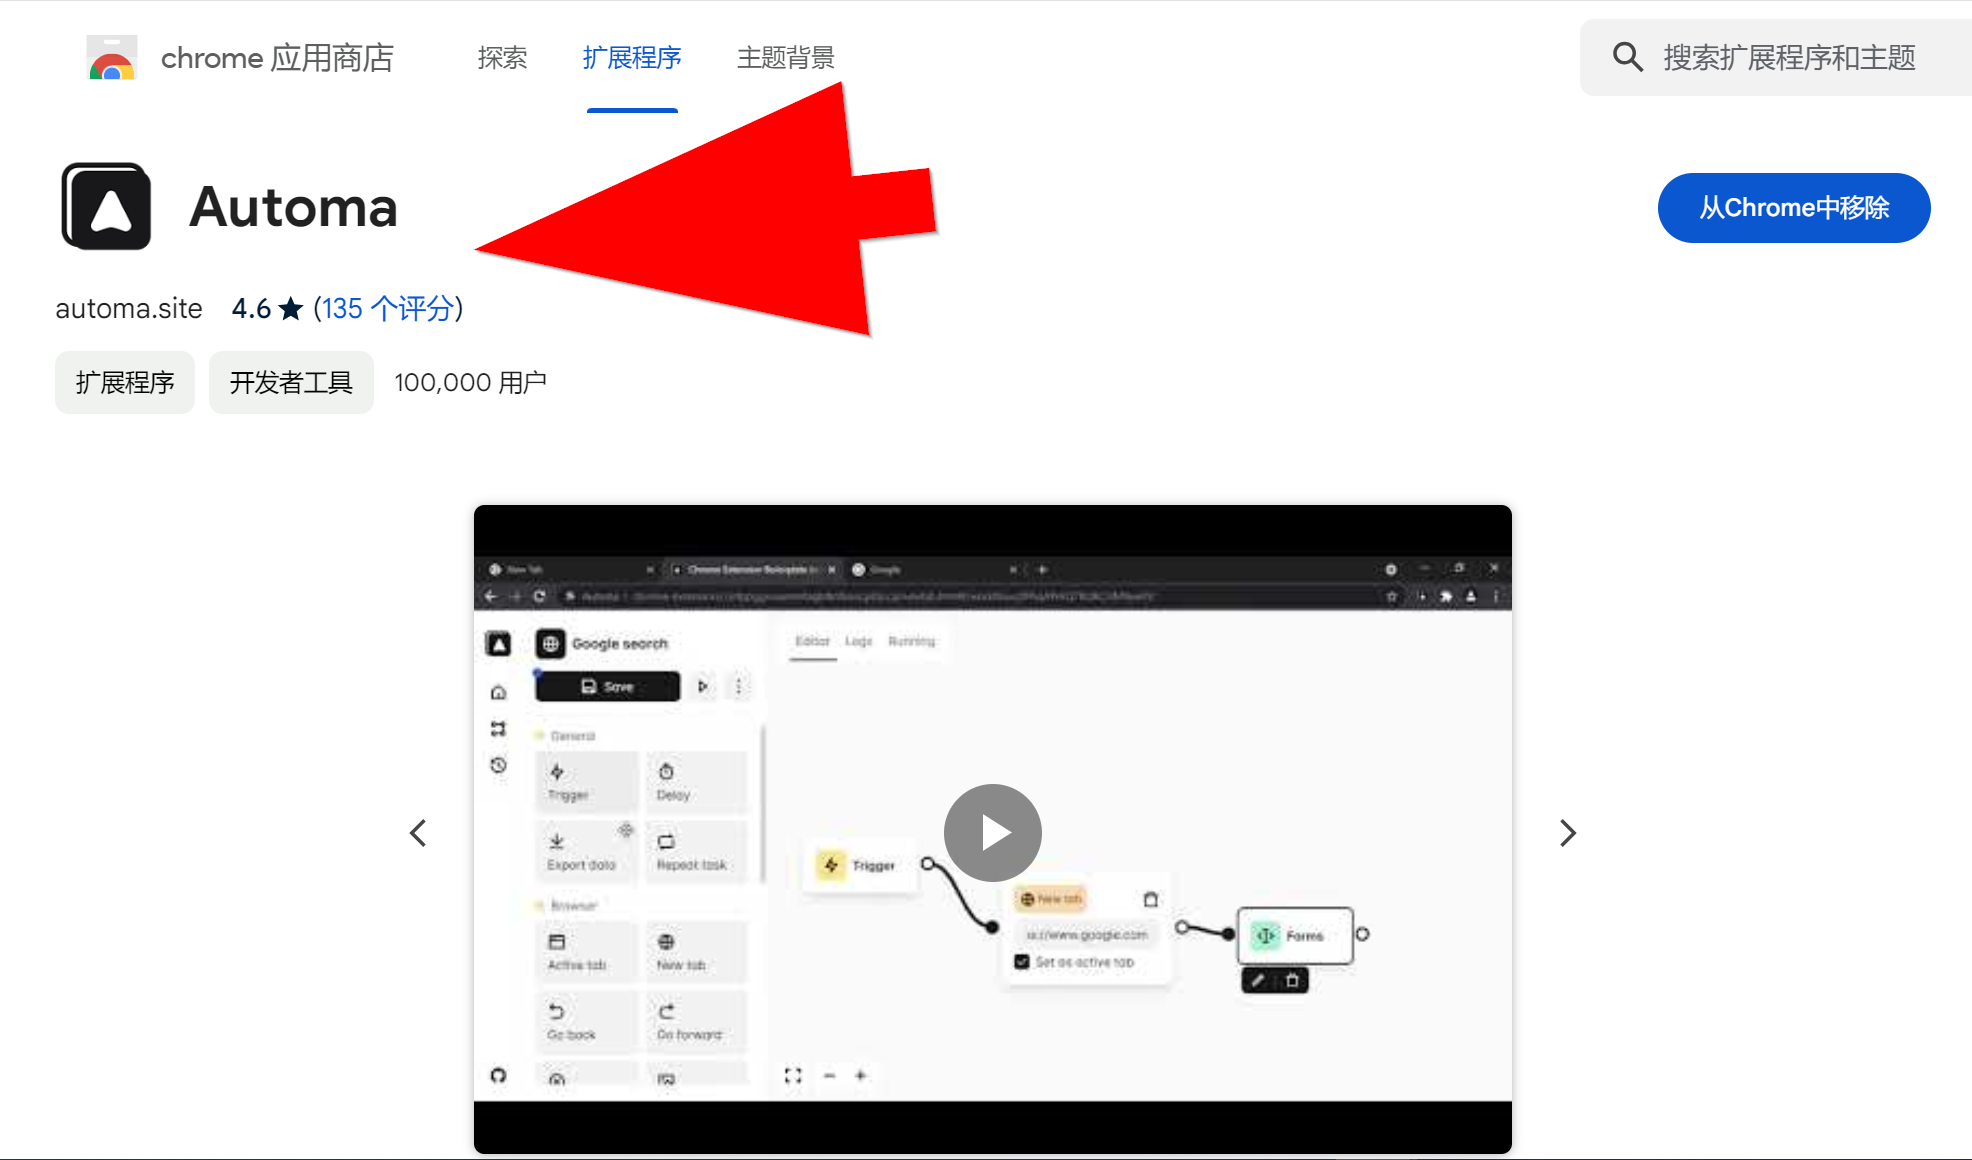 chrome 应用商店
探索
扩展程序
主题背景
搜索扩展程序和主题
Automa
从Chrome中移除
automa.site 4.6 ★ (135 个评分)
扩展程序
开发者工具
100,000 用户
New Tab
Google
Google search
Editor
Logs
Running
Save
General
Trigger
Delay
Export data
Repeat task
Browser
Active tab
New tab
Go back
Go forward
Trigger
New tab
www.google.com
Set as active tab
Forms